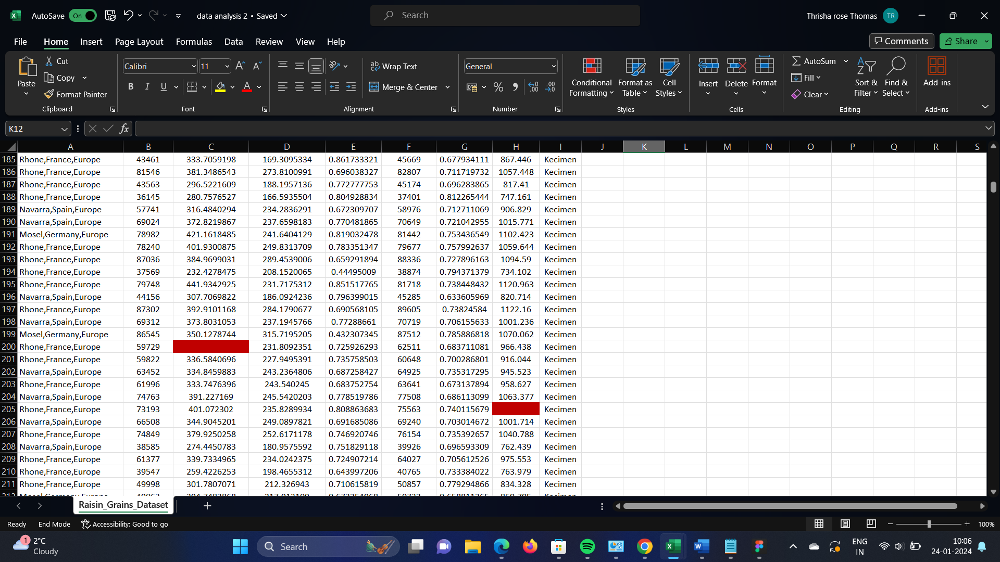 AutoSave On data analysis 2 • Saved Search Thrisha rose Thomas TR
File Home Insert Page Layout Formulas Data Review View Help Comments Share
Paste Cut Copy Format Painter Clipboard
Calibri 11 B I U Font
ab Wrap Text Merge & Center Alignment
General % Number
Conditional Formatting Format as Table Cell Styles Styles
Insert Delete Format Cells
AutoSum Fill Clear Sort & Filter Find & Select Editing
Add-ins Add-ins
K12 fx
A B C D E F G H I J K L M N O P Q R S
185 Rhone,France,Europe 43461 333.7059198 169.3095334 0.861733321 45669 0.677934111 867.446 Kecimen
186 Rhone,France,Europe 81546 381.3486543 273.8100991 0.696038327 82807 0.711719732 1057.448 Kecimen
187 Rhone,France,Europe 43563 296.5221609 188.1957136 0.772777753 45174 0.696283865 817.41 Kecimen
188 Rhone,France,Europe 36145 280.7576527 166.5935504 0.804928834 37401 0.812265444 747.161 Kecimen
189 Navarra,Spain,Europe 57741 316.4840294 234.2836291 0.672309707 58976 0.712711069 906.829 Kecimen
190 Navarra,Spain,Europe 69024 372.8219867 237.6598183 0.770481865 70649 0.721042955 1015.771 Kecimen
191 Mosel,Germany,Europe 78982 421.1618485 241.6404129 0.819032478 81442 0.753436549 1102.423 Kecimen
192 Rhone,France,Europe 78240 401.9300875 249.8313709 0.783351347 79677 0.757992637 1059.644 Kecimen
193 Rhone,France,Europe 87036 384.9699031 289.4539006 0.659291894 88336 0.727896163 1094.59 Kecimen
194 Rhone,France,Europe 37569 232.4278475 208.1520065 0.44495009 38874 0.794371379 734.102 Kecimen
195 Rhone,France,Europe 79748 441.9342925 231.7175312 0.851517765 81718 0.738448432 1120.963 Kecimen
196 Navarra,Spain,Europe 44156 307.7069822 186.0924236 0.796399015 45285 0.633605969 820.714 Kecimen
197 Rhone,France,Europe 87302 392.9101168 284.1790677 0.690568105 89605 0.73824584 1122.16 Kecimen
198 Navarra,Spain,Europe 69312 373.8031053 237.1945766 0.77288661 70719 0.706155633 1001.236 Kecimen
199 Mosel,Germany,Europe 86545 350.1278744 315.7195205 0.432307345 87512 0.785886818 1070.062 Kecimen
200 Rhone,France,Europe 59729 231.8092351 0.725926293 62511 0.683711081 966.438 Kecimen
201 Rhone,France,Europe 59822 336.5840696 227.9495391 0.735758503 60648 0.700286801 916.044 Kecimen
202 Navarra,Spain,Europe 63452 334.8459883 243.2364806 0.687258427 64925 0.735317295 945.523 Kecimen
203 Rhone,France,Europe 61996 333.7476396 243.540245 0.683752754 63641 0.673137894 958.627 Kecimen
204 Navarra,Spain,Europe 74763 391.227169 245.5420203 0.778519786 77508 0.686113099 1063.377 Kecimen
205 Rhone,France,Europe 73193 401.072302 235.8289934 0.808863683 75563 0.740115679 Kecimen
206 Navarra,Spain,Europe 66508 344.9045201 249.0897821 0.691685086 69240 0.703014672 1001.714 Kecimen
207 Rhone,France,Europe 74849 379.9250258 252.6171178 0.746920746 76154 0.735392657 1040.788 Kecimen
208 Navarra,Spain,Europe 38585 274.4450783 180.9575592 0.751829118 39926 0.696593309 762.439 Kecimen
209 Rhone,France,Europe 61377 339.7334965 234.0242375 0.724907214 64027 0.705612526 975.553 Kecimen
210 Rhone,France,Europe 39547 259.4226253 198.4655312 0.643997206 40765 0.733384022 763.979 Kecimen
211 Rhone,France,Europe 49998 301.7807071 212.326943 0.710615819 50857 0.779294866 834.328 Kecimen
Raisin_Grains_Dataset
Ready End Mode Accessibility: Good to go 100%
1 2°C Cloudy Search ENG IN 10:06 24-01-2024